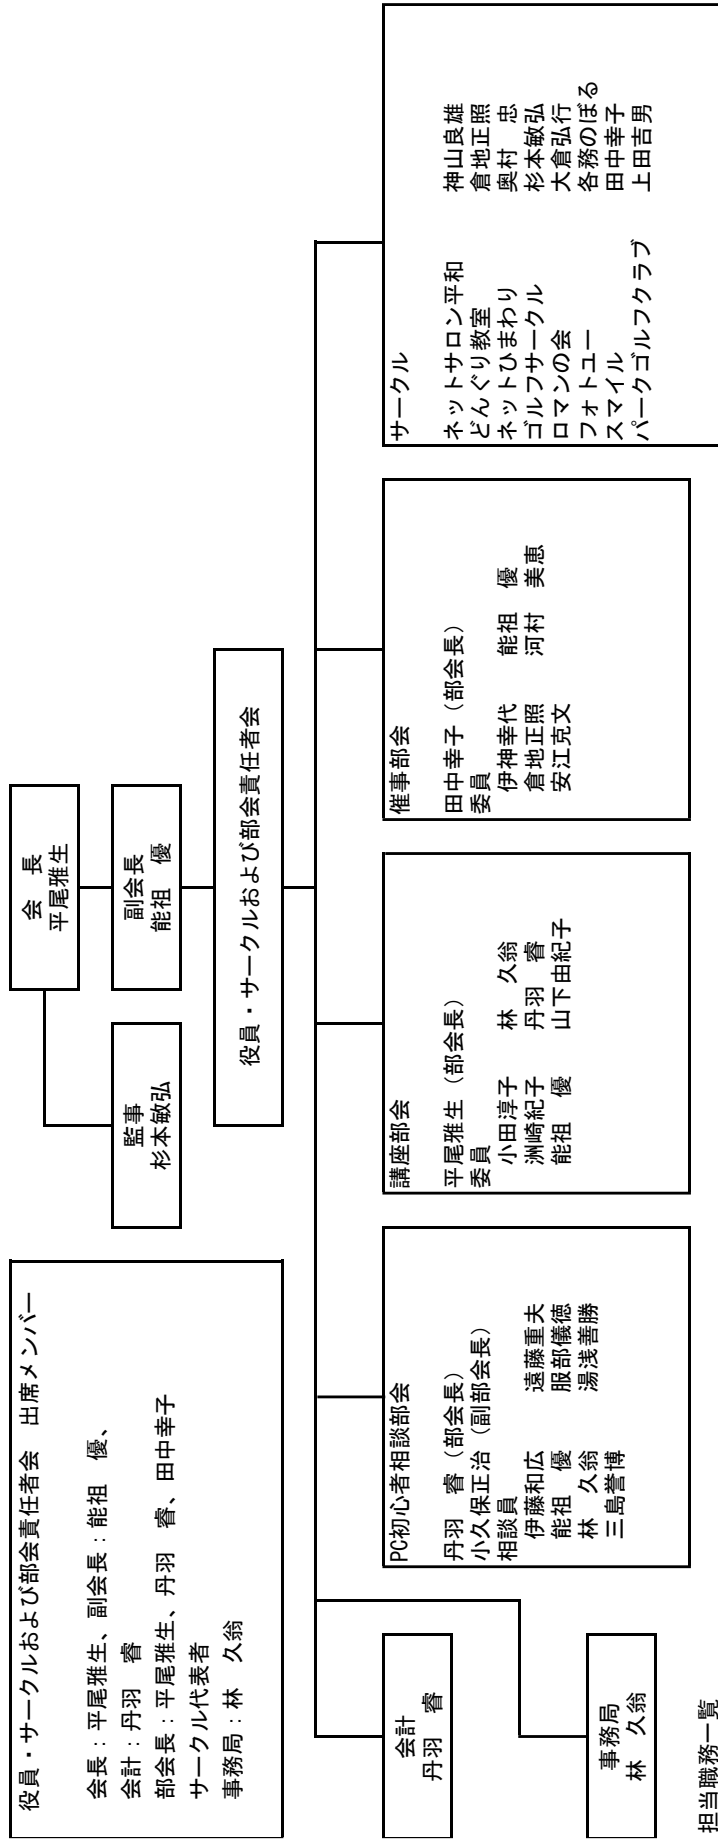 役員・サークルおよび部会責任者会　出席メンバー
会長：平尾雅生、副会長：能祖　優、
会計：丹羽　睿
部会長：平尾雅生、丹羽　睿、田中幸子
サークル代表者
事務局：林　久翁
会　長
平尾雅生
監事
杉本敏弘
副会長
能祖　優
役員・サークルおよび部会責任者会
会計
丹羽　睿
事務局
林　久翁
PC初心者相談部会
丹羽　睿（部会長）
小久保正治（副部会長）
相談員
伊藤和広　遠藤重夫
能祖　優　服部儀徳
林　久翁　湯浅善勝
三島誉博
講座部会
平尾雅生（部会長）
委員
小田淳子　林　久翁
洲崎紀子　丹羽　睿
能祖　優　山下由紀子
催事部会
田中幸子（部会長）
委員
伊神幸代　能祖　優
倉地正照　河村　美恵
安江克文
サークル
ネットサロン平和　神山良雄
どんぐり教室　倉地正照
ネットひまわり　奥村　忠
ゴルフサークル　杉本敏弘
ロマンの会　大倉弘行
フォトユー　各務のぼる
スマイル　田中幸子
パークゴルフクラブ　上田吉男
担当職務一覧